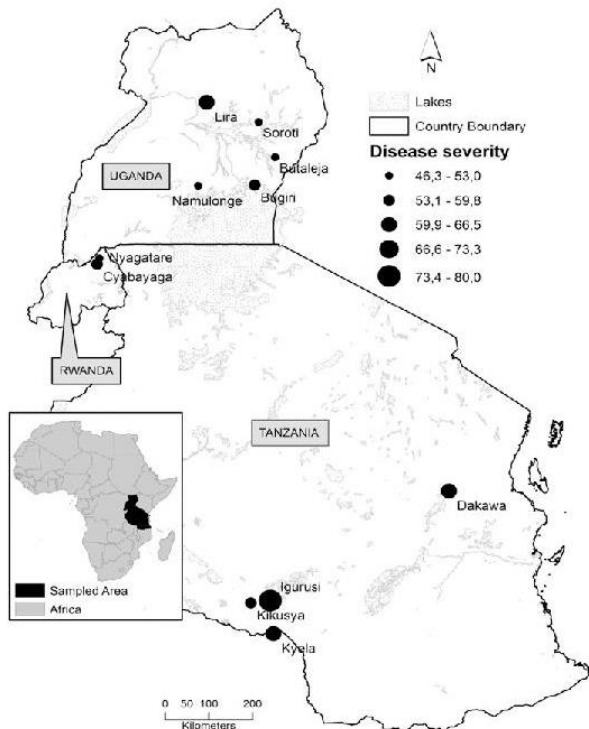 N
Lakes
Country Boundary
Disease severity
46,3 - 53,0
53,1 - 59,8
59,9 - 66,5
66,6 - 73,3
73,4 - 80,0
Lira
Soroti
Butaleja
UGANDA
Namulonge
Bugiri
Nyagatare
Cyabayaga
RWANDA
TANZANIA
Dakawa
Igurusi
Kikusya
Kyela
Sampled Area
Africa
0 50 100 200
Kilometers